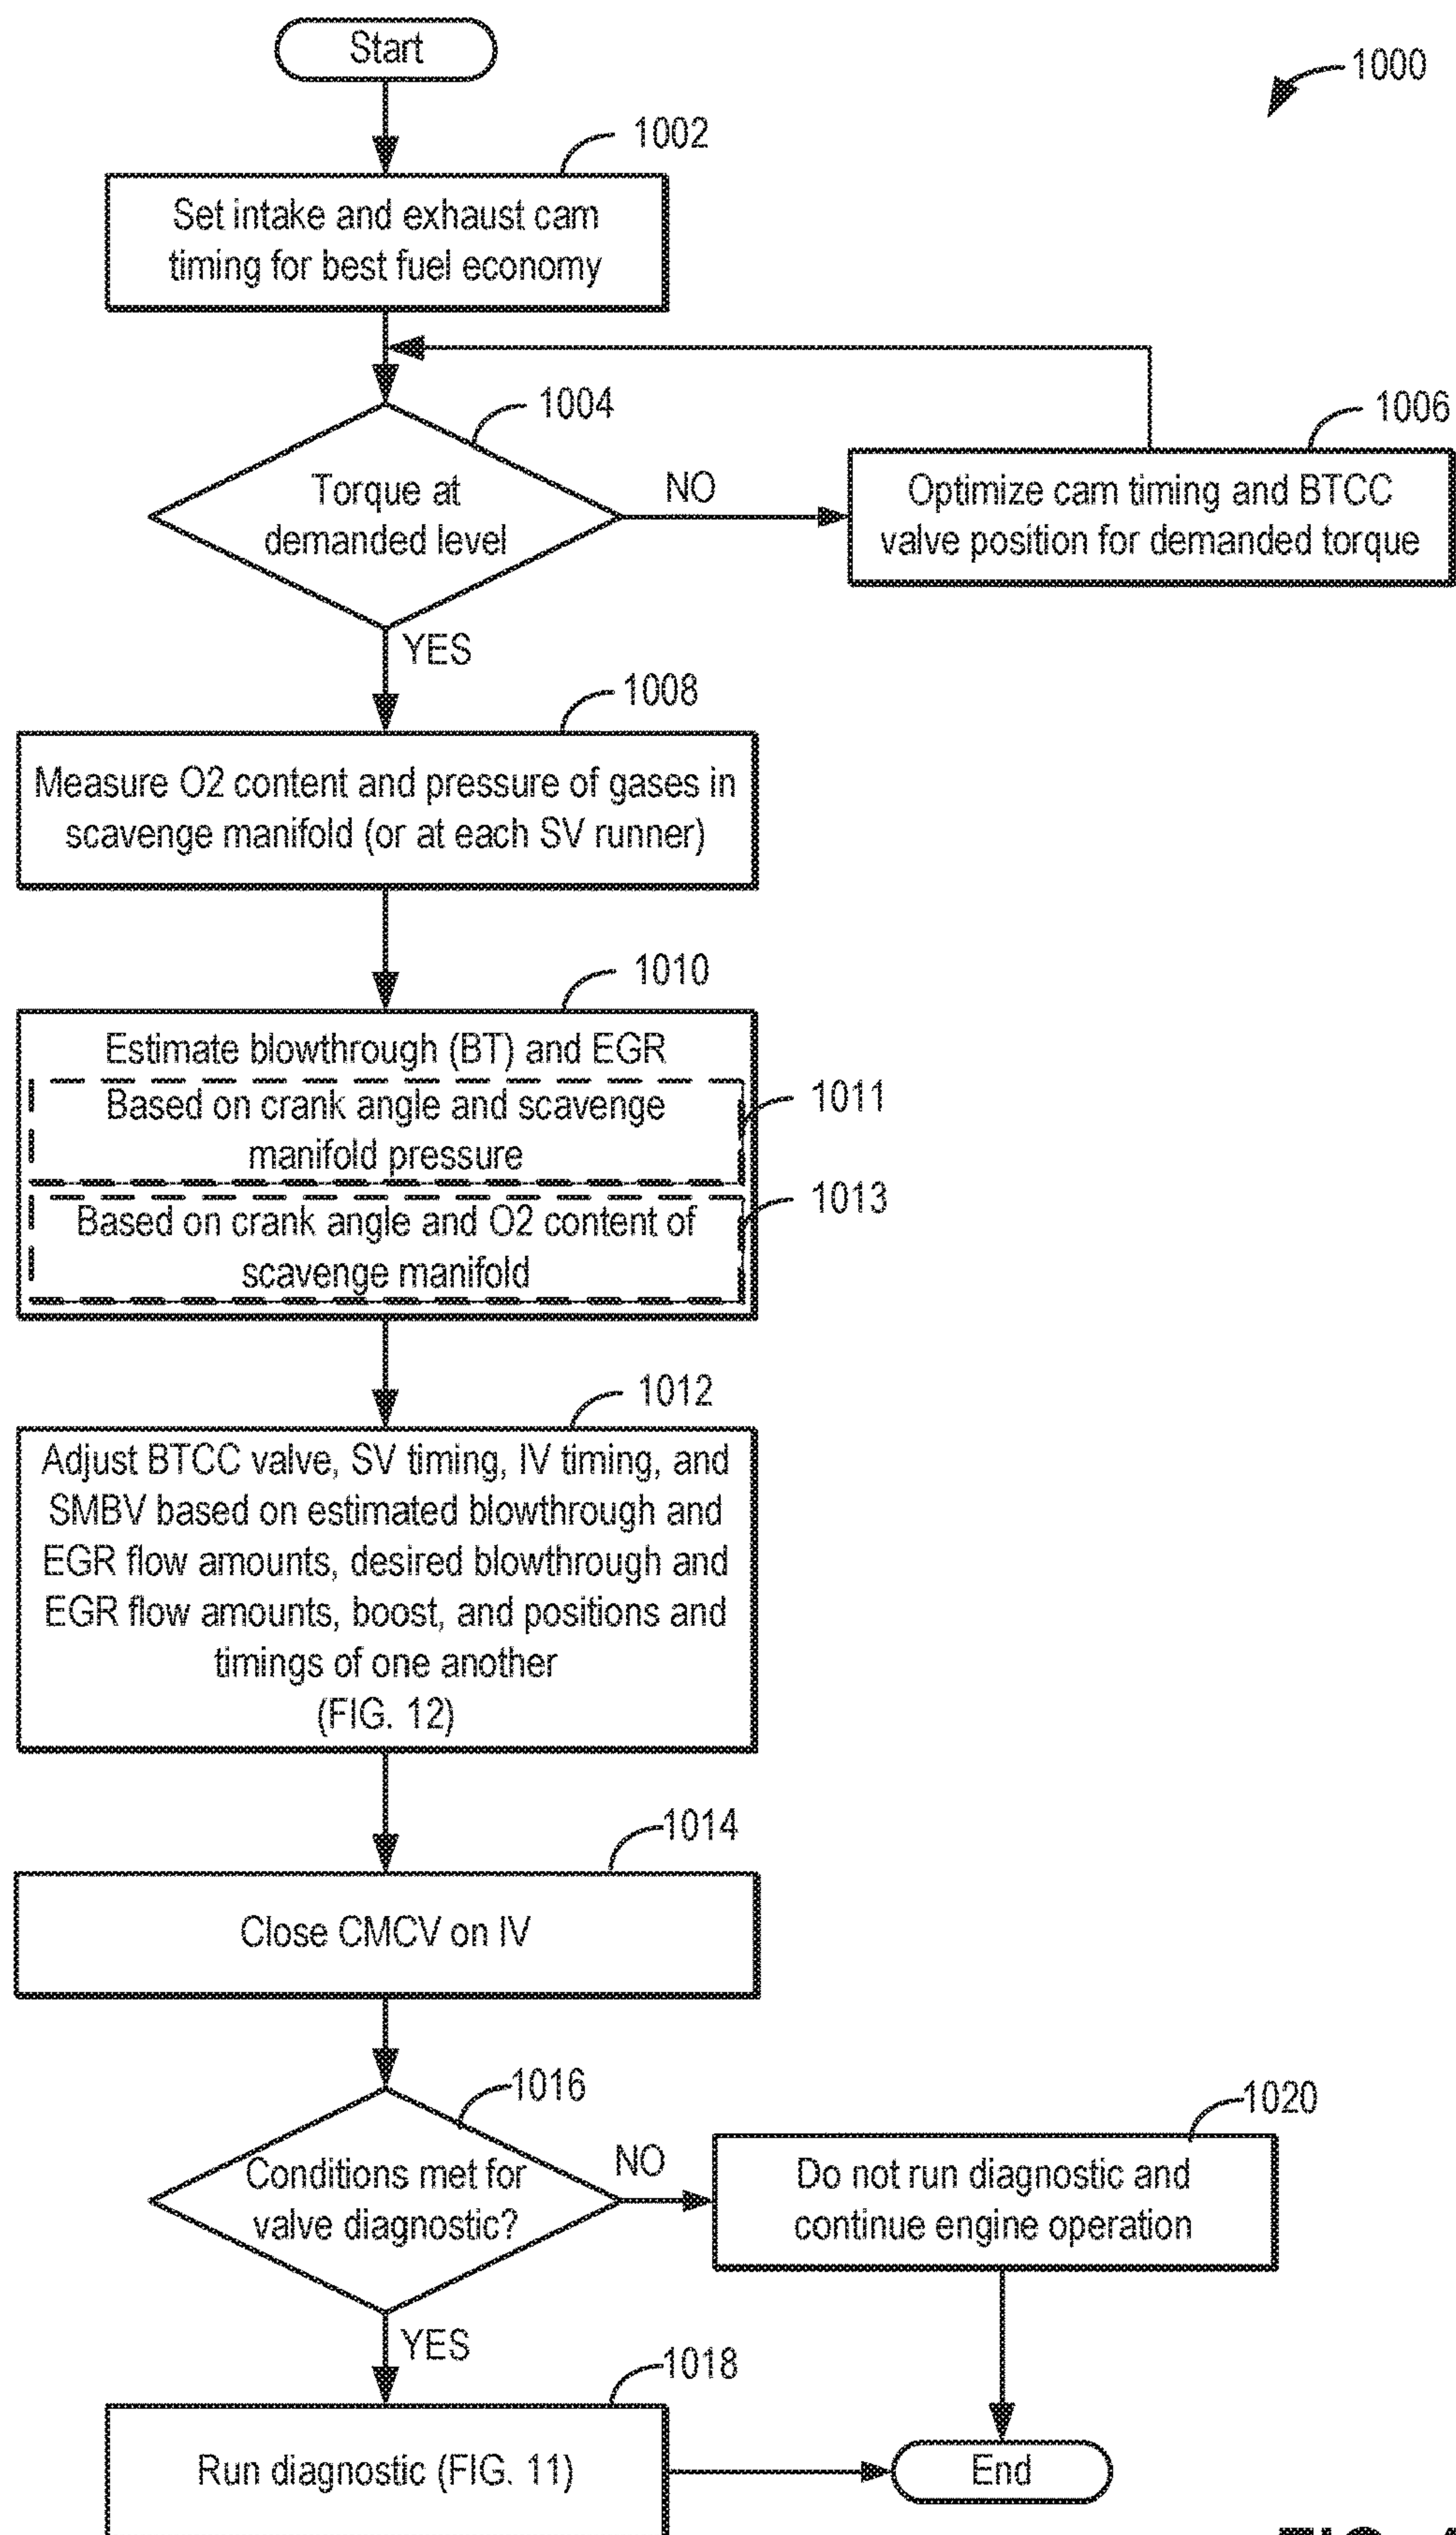 Start
1000
1002
Set intake and exhaust cam
timing for best fuel economy
1004
Torque at
demanded level
NO
1006
Optimize cam timing and BTCC
valve position for demanded torque
YES
1008
Measure O2 content and pressure of gases in
scavenge manifold (or at each SV runner)
1010
Estimate blowthrough (BT) and EGR
1011
Based on crank angle and scavenge
manifold pressure
1013
Based on crank angle and O2 content of
scavenge manifold
1012
Adjust BTCC valve, SV timing, IV timing, and
SMBV based on estimated blowthrough and
EGR flow amounts, desired blowthrough and
EGR flow amounts, boost, and positions and
timings of one another
(FIG. 12)
1014
Close CMCV on IV
1016
Conditions met for
valve diagnostic?
NO
1020
Do not run diagnostic and
continue engine operation
YES
1018
Run diagnostic (FIG. 11)
End